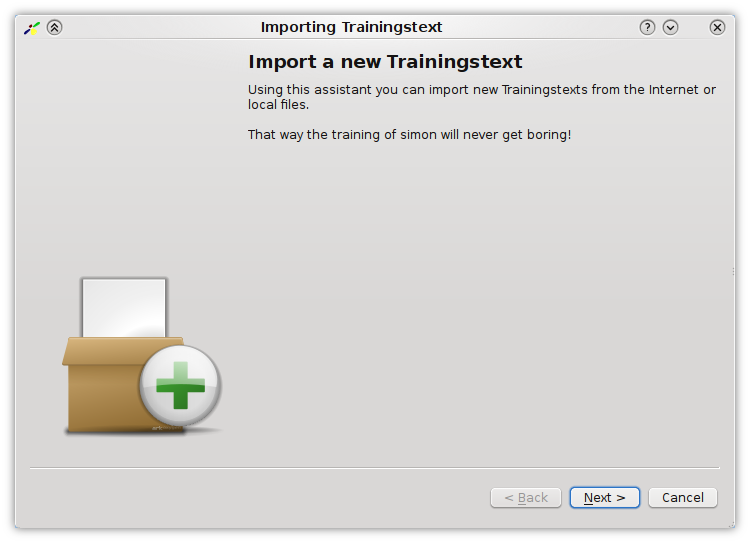 Importing Trainingstext
Import a new Trainingstext
Using this assistant you can import new Trainingstexts from the Internet or
local files.
That way the training of simon will never get boring!
< Back
Next >
Cancel